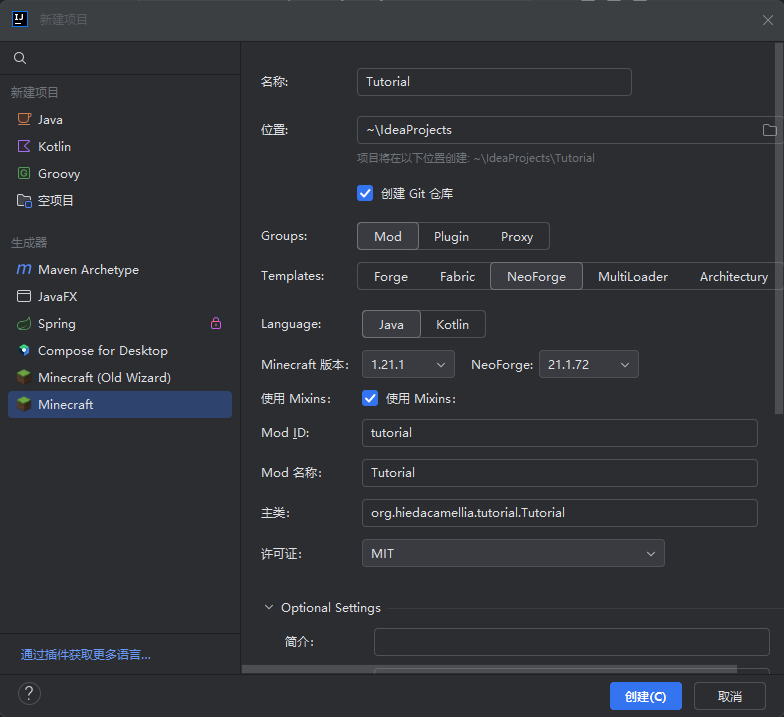 新建项目
新建项目
Java
Kotlin
Groovy
空项目
生成器
Maven Archetype
JavaFX
Spring
Compose for Desktop
Minecraft (Old Wizard)
Minecraft
通过插件获取更多语言...
名称:
Tutorial
位置:
~\IdeaProjects
项目将在以下位置创建: ~\IdeaProjects\Tutorial
创建 Git 仓库
Groups: Mod Plugin Proxy
Templates: Forge Fabric NeoForge MultiLoader Architectury
Language: Java Kotlin
Minecraft 版本: 1.21.1 NeoForge: 21.1.72
使用 Mixins: 使用 Mixins:
Mod ID: tutorial
Mod 名称: Tutorial
主类: org.hiedacamellia.tutorial.Tutorial
许可证: MIT
Optional Settings
简介:
?
创建(C) 取消